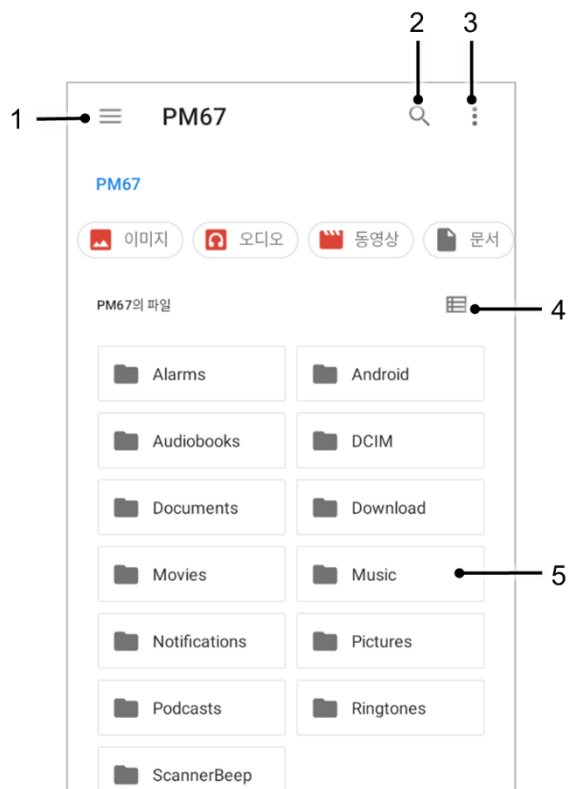 2 3
1 PM67
PM67
이미지 오디오 동영상 문서
PM67의 파일 4
Alarms Android
Audiobooks DCIM
Documents Download
Movies Music 5
Notifications Pictures
Podcasts Ringtones
ScannerBeep